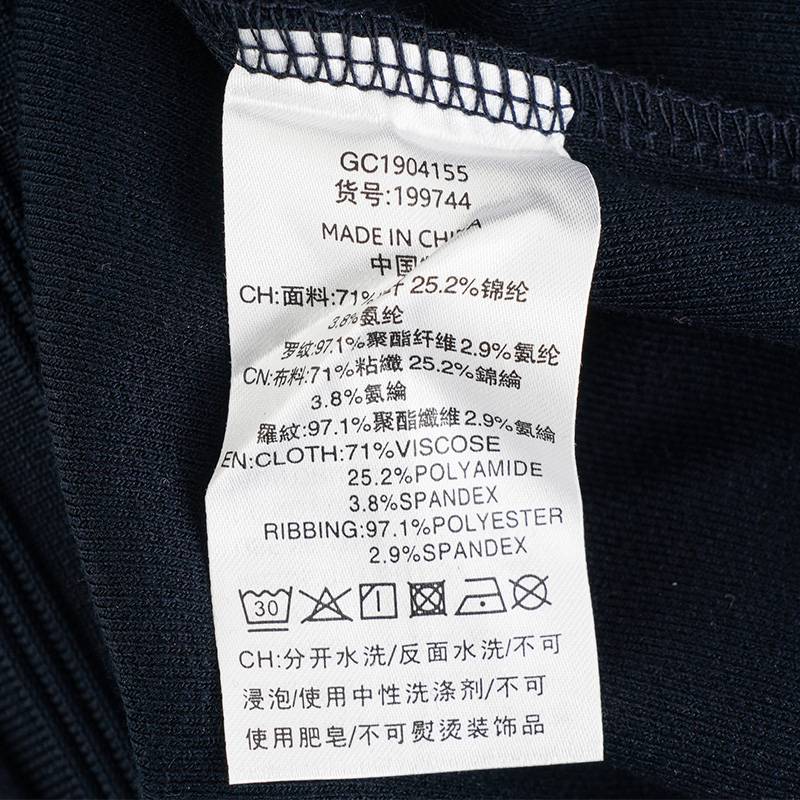 GC1904155
货号:199744
MADE IN
中国
CH:面料:71% 25.2%锦纶
3.8%氨纶
罗纹:97.1%聚酯纤维2.9%氨纶
CN:布料:71%粘纖 25.2%錦綸
3.8%氨綸
羅紋:97.1%聚酯纖維2.9%氨綸
EN:CLOTH:71%VISCOSE
25.2%POLYAMIDE
3.8%SPANDEX
RIBBING:97.1%POLYESTER
2.9%SPANDEX
30
CH:分开水洗/反面水洗/不可
浸泡/使用中性洗涤剂/不可
使用肥皂/不可熨烫装饰品